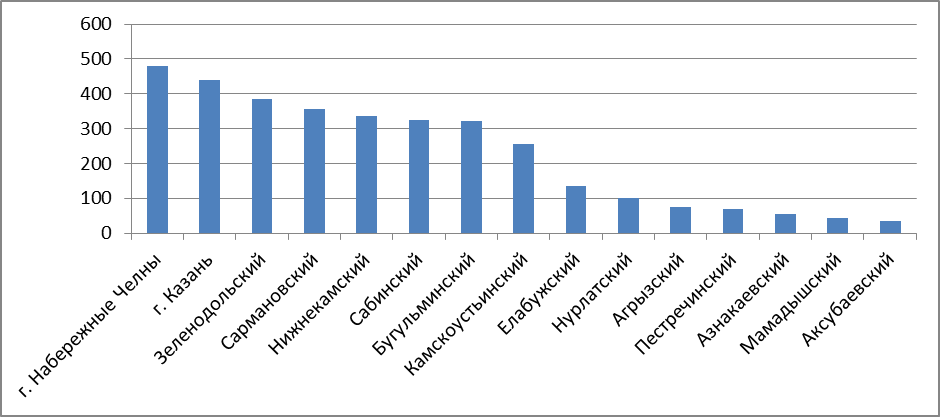 600
500
400
300
200
100
0
г. Набережные Челны
г. Казань
Зеленодольский
Сармановский
Нижнекамский
Сабинский
Бугульминский
Камскоустьинский
Елабужский
Нурлатский
Агрызский
Пестречинский
Азнакаевский
Мамадышский
Аксубаевский